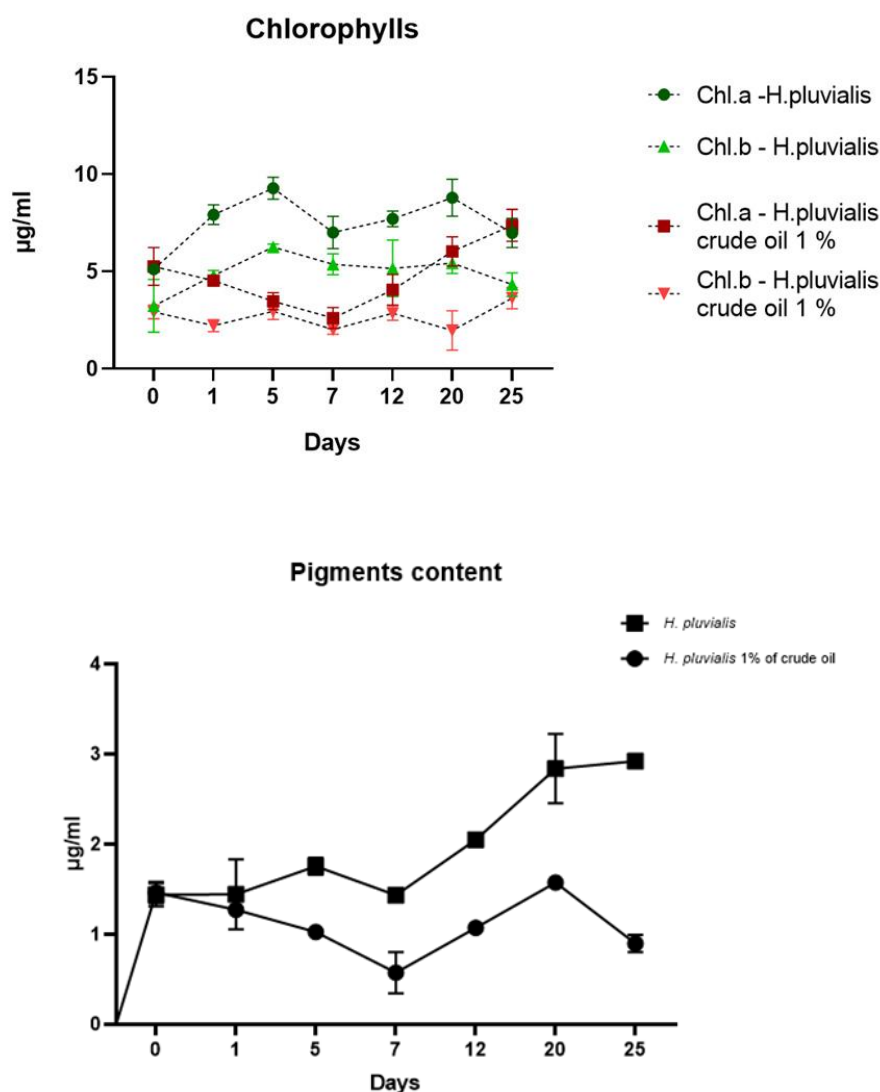 Chlorophylls
15
10
5
0
µg/ml
0 1 5 7 12 20 25
Days
Chl.a -H.pluvialis
Chl.b - H.pluvialis
Chl.a - H.pluvialis
crude oil 1 %
Chl.b - H.pluvialis
crude oil 1 %
Pigments content
H. pluvialis
H. pluvialis 1% of crude oil
4
3
2
1
0
µg/ml
0 1 5 7 12 20 25
Days